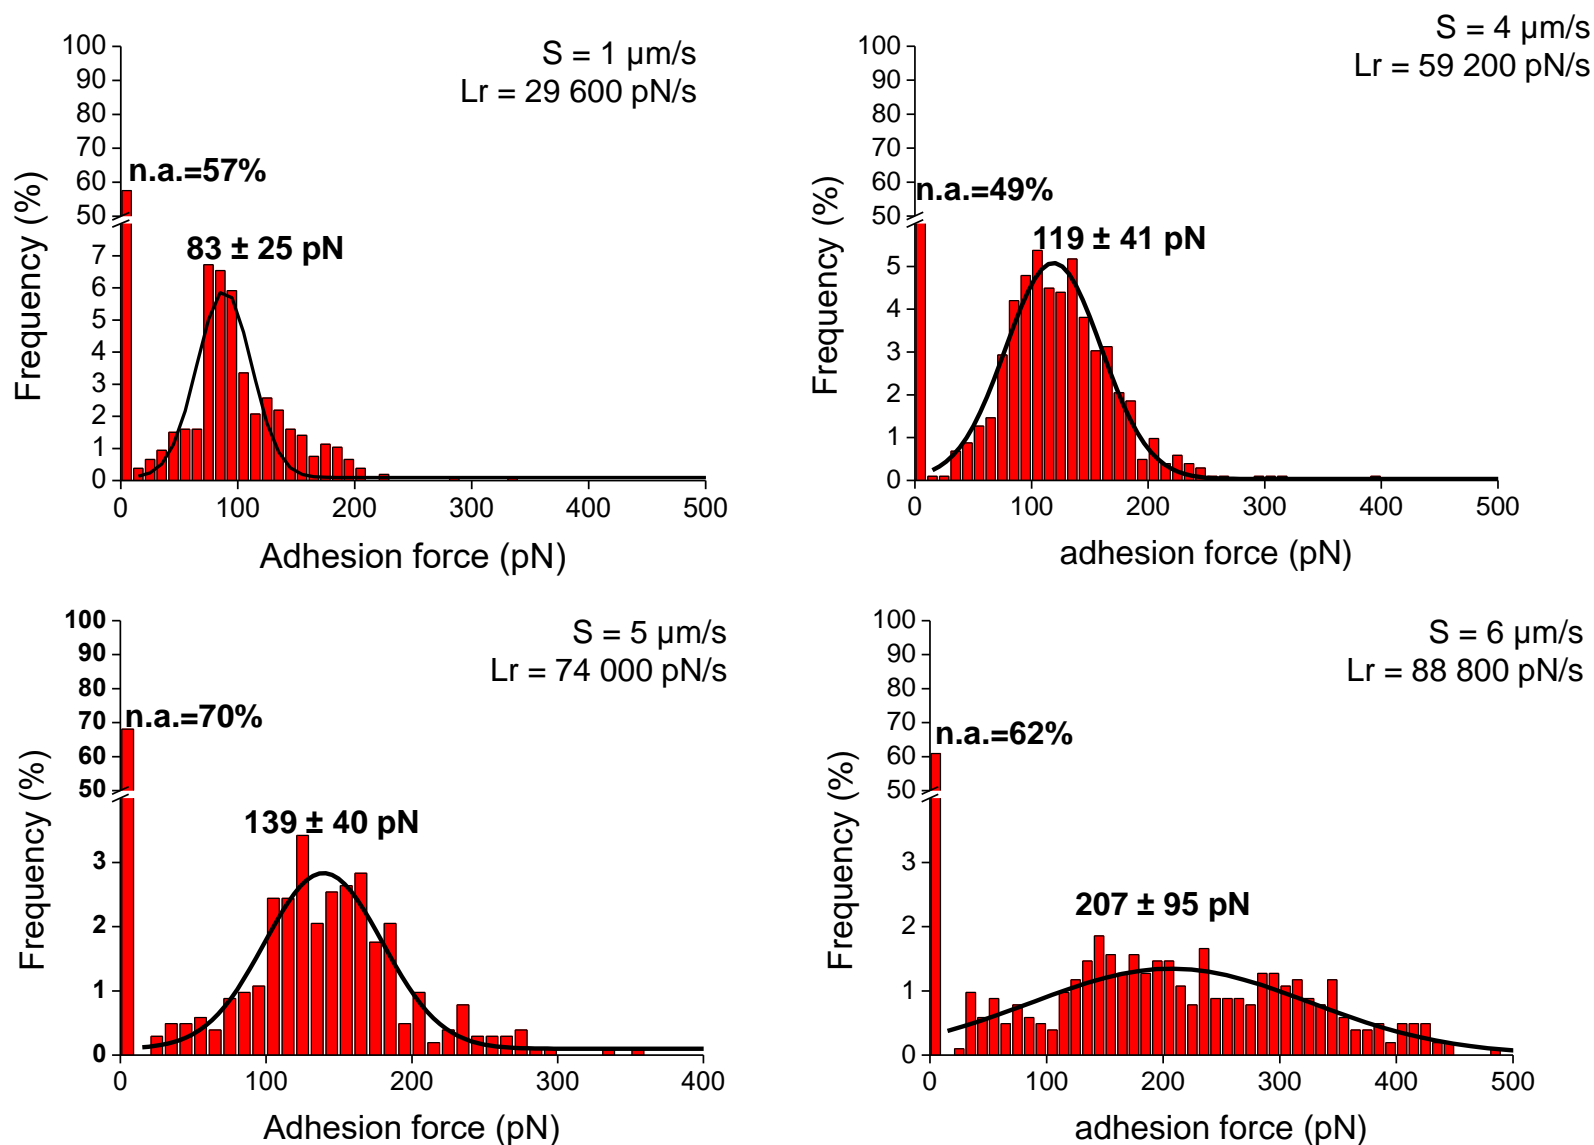 S = 1 µm/s
Lr = 29 600 pN/s
n.a.=57%
83 ± 25 pN
Frequency (%)
100
90
80
70
60
50
7
6
5
4
3
2
1
0
0 100 200 300 400 500
Adhesion force (pN)
S = 4 µm/s
Lr = 59 200 pN/s
n.a.=49%
119 ± 41 pN
Frequency (%)
100
90
80
70
60
50
5
4
3
2
1
0
0 100 200 300 400 500
adhesion force (pN)
S = 5 µm/s
Lr = 74 000 pN/s
n.a.=70%
139 ± 40 pN
Frequency (%)
100
90
80
70
60
50
3
2
1
0
0 100 200 300 400
Adhesion force (pN)
S = 6 µm/s
Lr = 88 800 pN/s
n.a.=62%
207 ± 95 pN
Frequency (%)
100
90
80
70
60
50
3
2
1
0
0 100 200 300 400 500
adhesion force (pN)